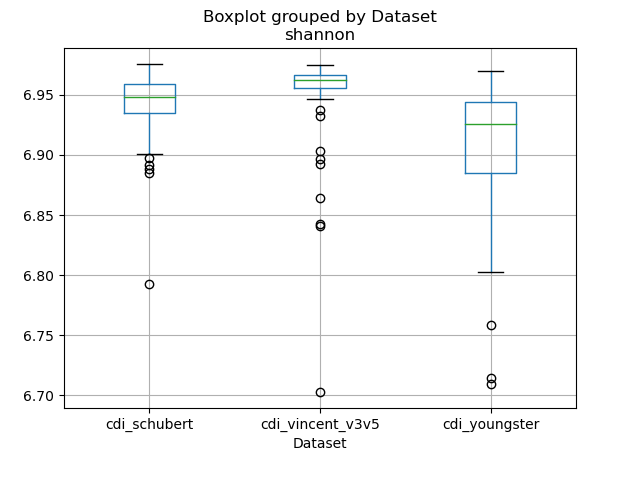 Boxplot grouped by Dataset
shannon
6.95
6.90
6.85
6.80
6.75
6.70
cdi_schubert cdi_vincent_v3v5 cdi_youngster
Dataset